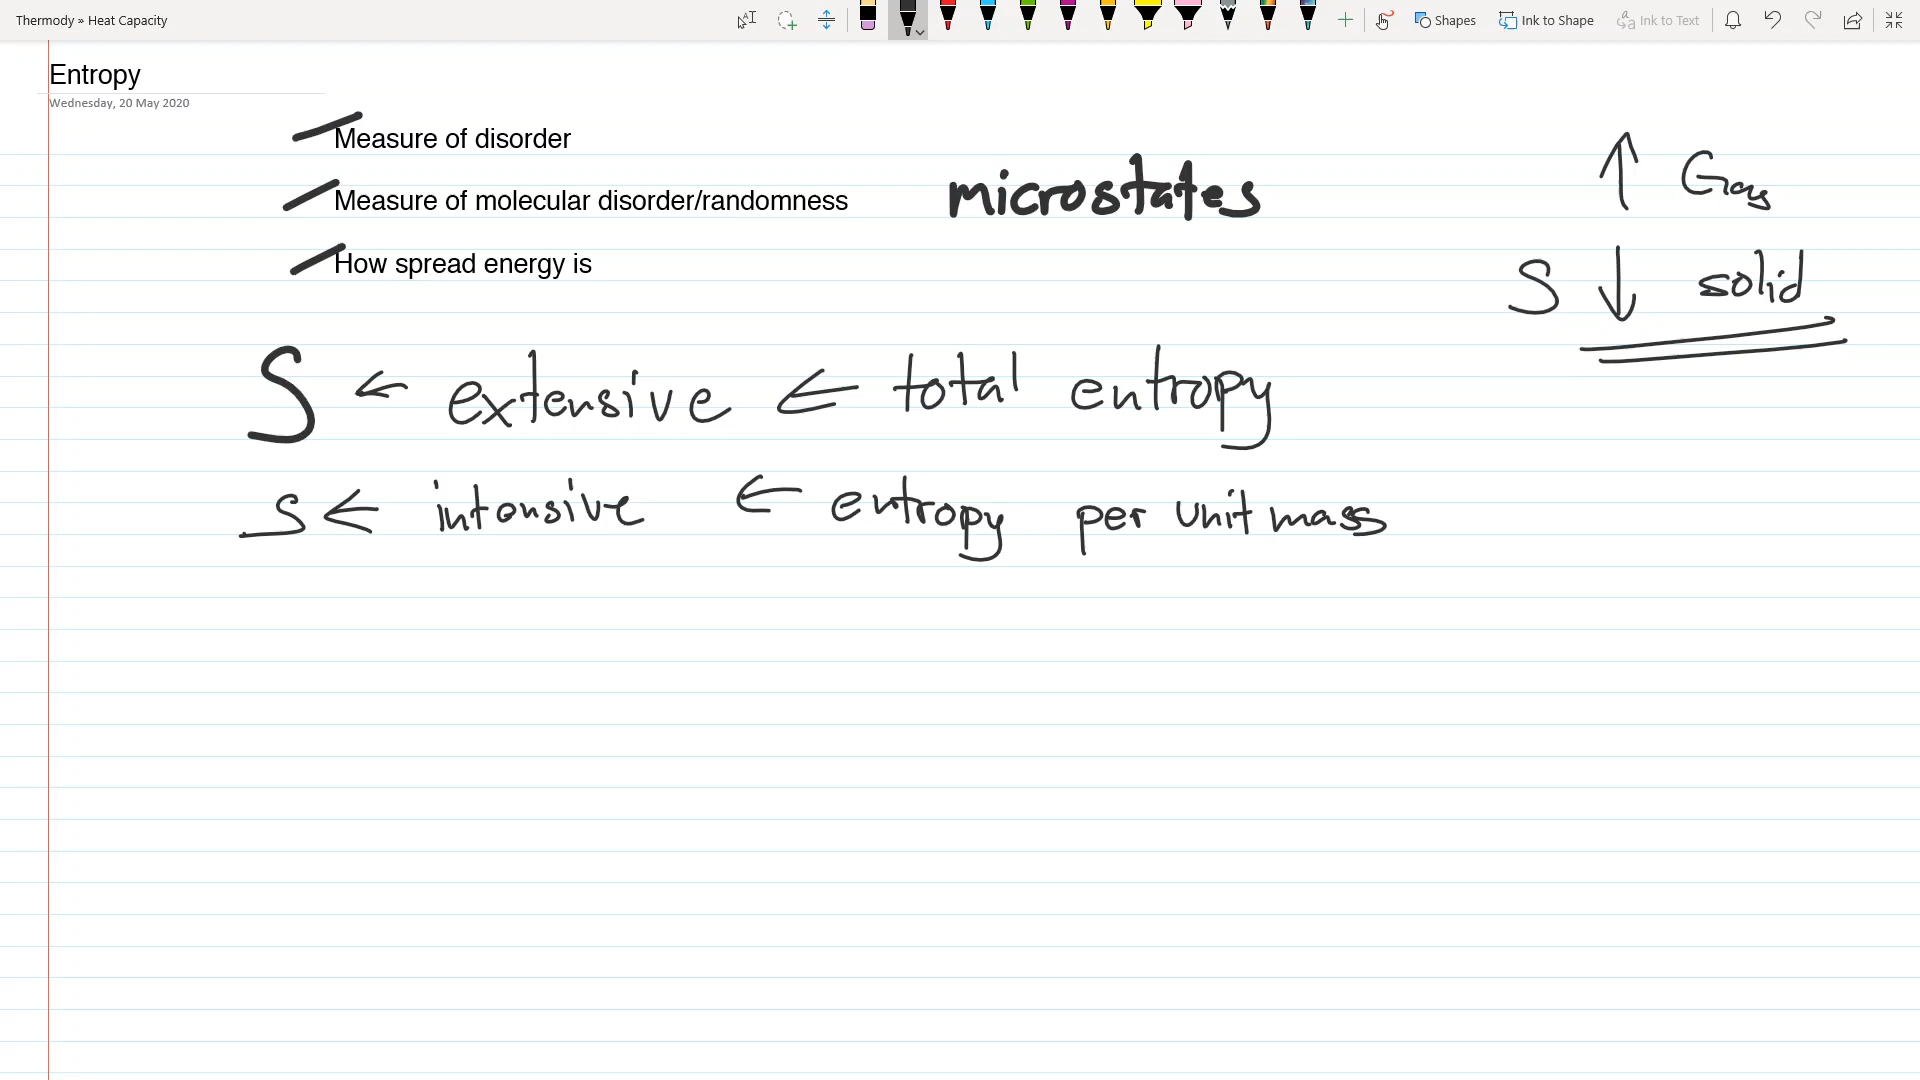 Thermody » Heat Capacity
Shapes
Ink to Shape
Ink to Text
Entropy
Wednesday, 20 May 2020
Measure of disorder
Measure of molecular disorder/randomness
microstates
How spread energy is
↑ Gas
S ↓ solid
S ← extensive ← total entropy
s ← intensive ← entropy per unit mass